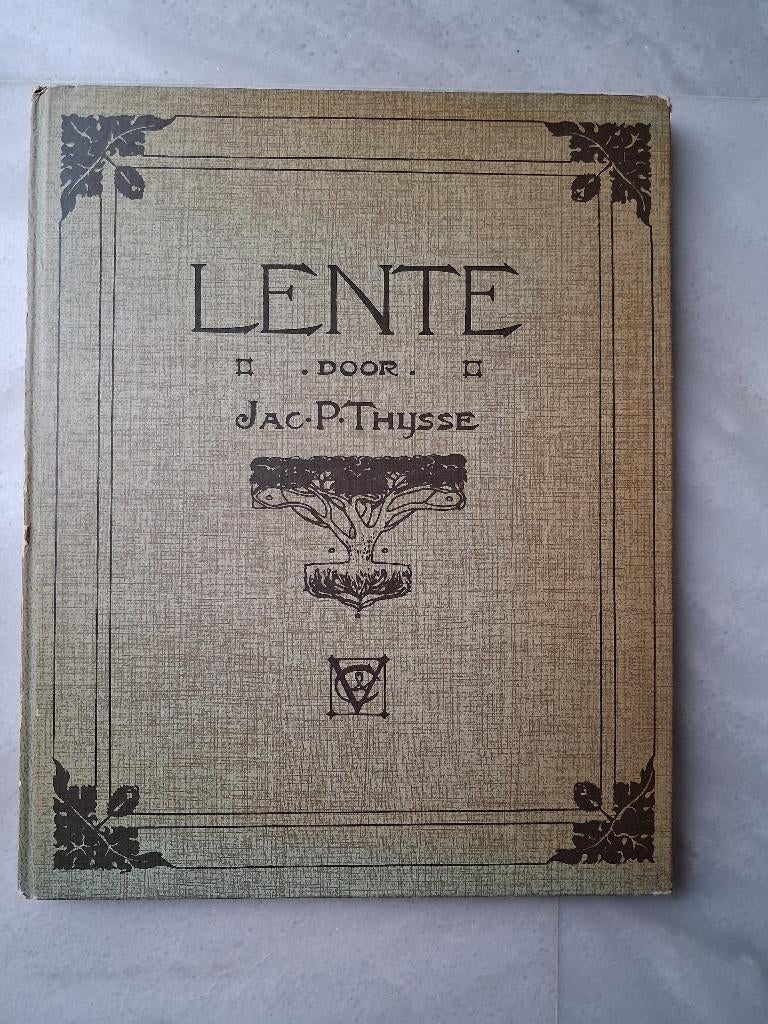 LENTE
. DOOR .
JAC·P·THIJSSE